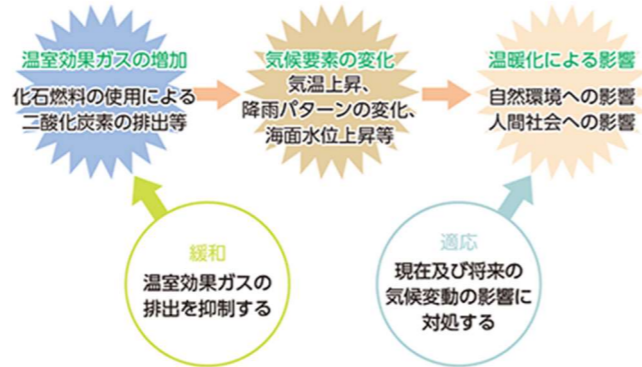 温室効果ガスの増加
化石燃料の使用による
二酸化炭素の排出等
気候要素の変化
気温上昇、
降雨パターンの変化、
海面水位上昇等
温暖化による影響
自然環境への影響
人間社会への影響
緩和
温室効果ガスの
排出を抑制する
適応
現在及び将来の
気候変動の影響に
対処する